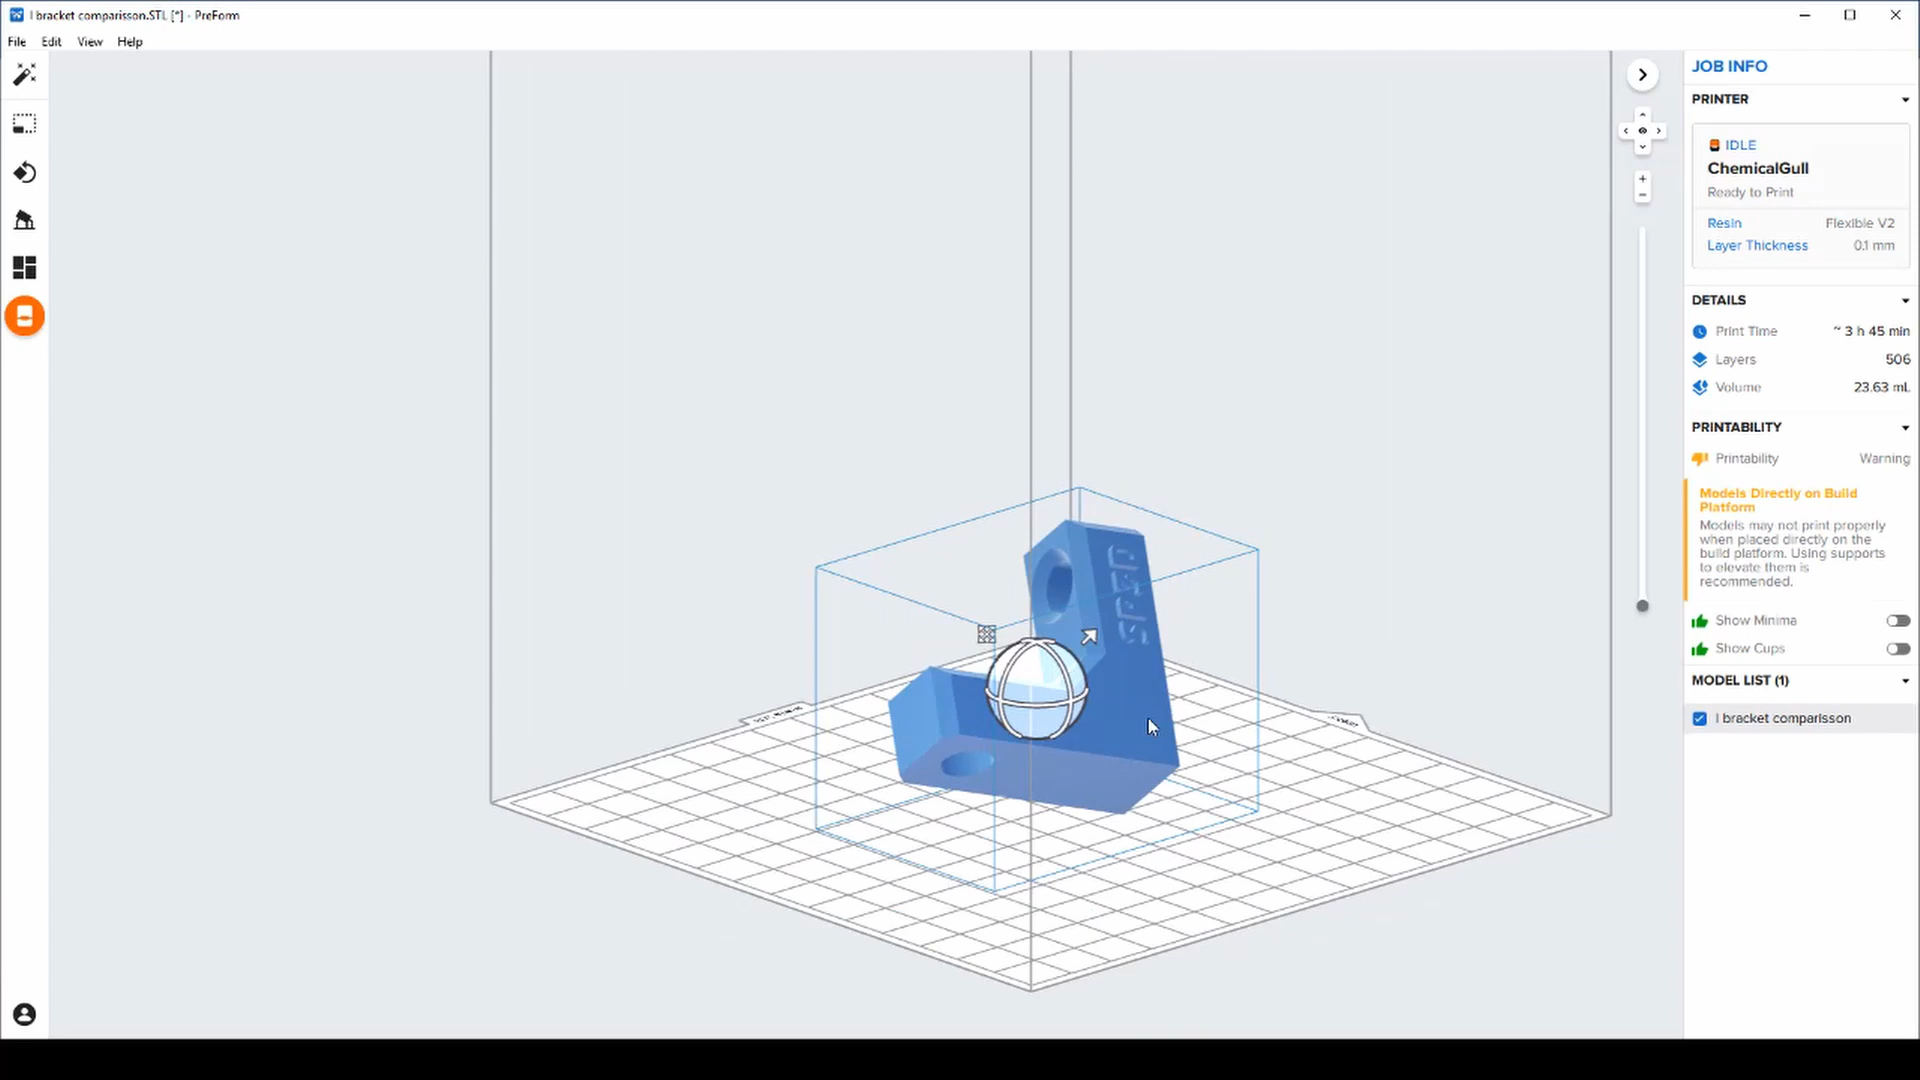 l bracket comparisson.STL [*] - PreForm
File Edit View Help
JOB INFO
PRINTER
IDLE
ChemicalGull
Ready to Print
Resin Flexible V2
Layer Thickness 0.1 mm
DETAILS
Print Time ~ 3 h 45 min
Layers 506
Volume 23.63 mL
PRINTABILITY
Printability Warning
Models Directly on Build
Platform
Models may not print properly
when placed directly on the
build platform. Using supports
to elevate them is
recommended.
Show Minima
Show Cups
MODEL LIST (1)
l bracket comparisson